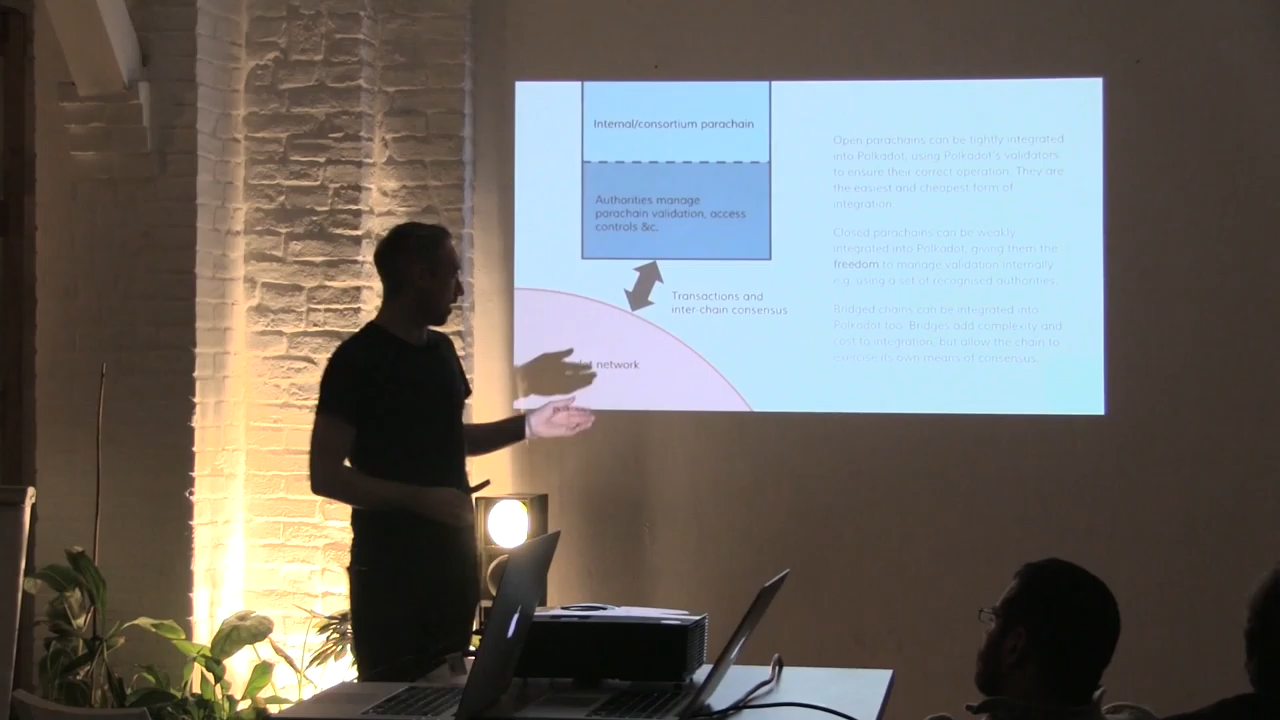 Internal/consortium parachain
Authorities manage
parachain validation, access
controls &c.
Transactions and
inter-chain consensus
network
Open parachains can be tightly integrated
into Polkadot, using Polkadot's validators
to ensure their correct operation. They are
the easiest and cheapest form of
integration.
Closed parachains can be weakly
integrated into Polkadot, giving them the
freedom to manage validation internally
e.g. using a set of recognised authorities.
Bridged chains can be integrated into
Polkadot too. Bridges add complexity and
cost to integration, but allow the chain to
exercise its own means of consensus.